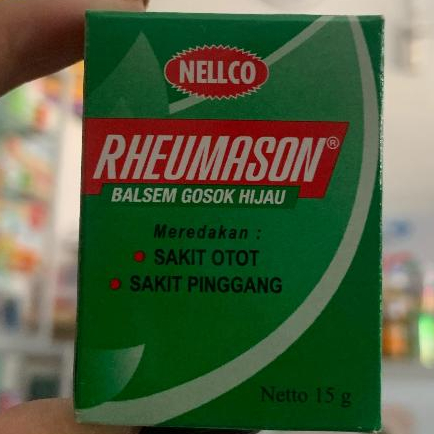 NELLCO
RHEUMASON®
BALSEM GOSOK HIJAU
Meredakan :
• SAKIT OTOT
• SAKIT PINGGANG
Netto 15 g